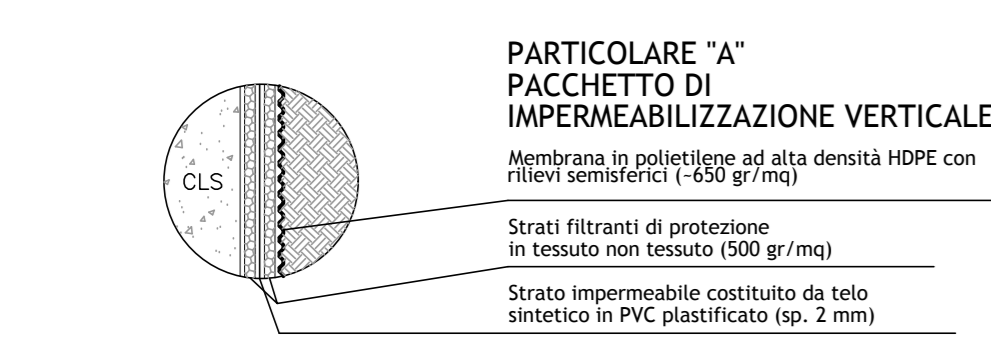 PARTICOLARE "A"
PACCHETTO DI
IMPERMEABILIZZAZIONE VERTICALE
Membrana in polietilene ad alta densità HDPE con
rilievi semisferici (~650 gr/mq)
CLS
Strati filtranti di protezione
in tessuto non tessuto (500 gr/mq)
Strato impermeabile costituito da telo
sintetico in PVC plastificato (sp. 2 mm)